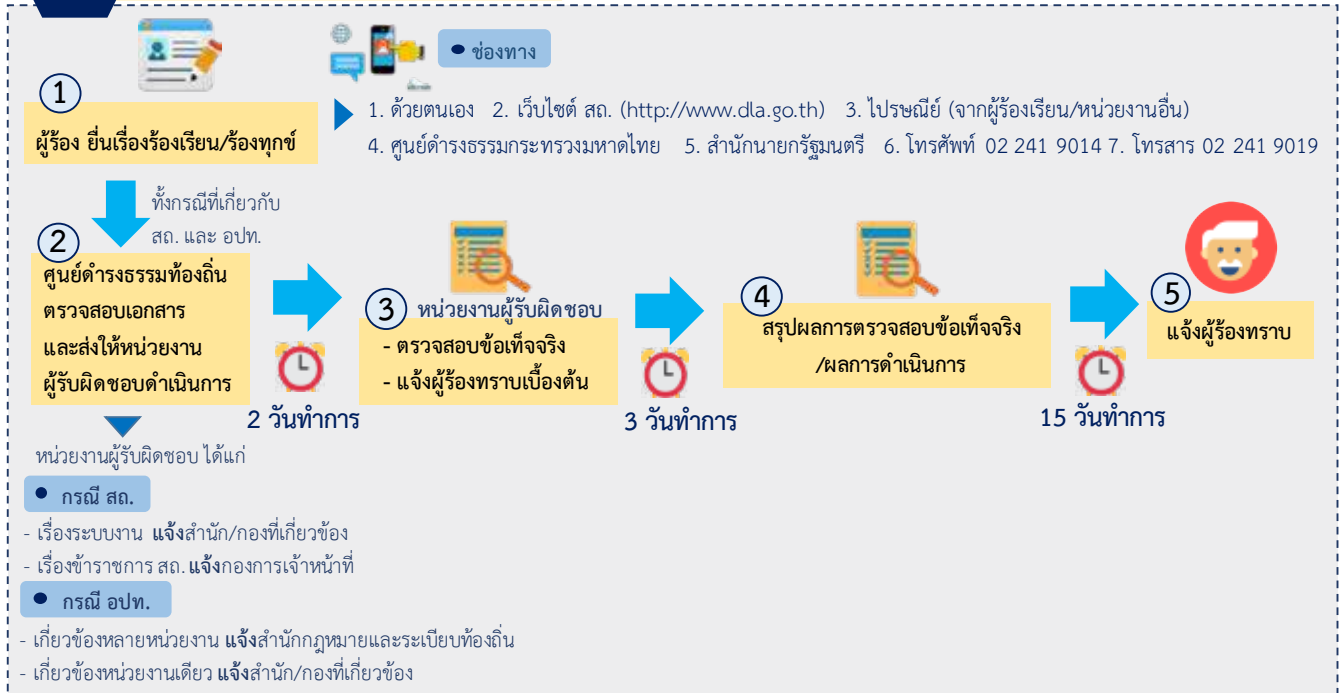 1
ผู้ร้อง ยื่นเรื่องร้องเรียน/ร้องทุกข์
ช่องทาง
1. ด้วยตนเอง 2. เว็บไซต์ สถ. (http://www.dla.go.th) 3. ไปรษณีย์ (จากผู้ร้องเรียน/หน่วยงานอื่น)
4. ศูนย์ดำรงธรรมกระทรวงมหาดไทย 5. สำนักนายกรัฐมนตรี 6. โทรศัพท์ 02 241 9014 7. โทรสาร 02 241 9019
ทั้งกรณีที่เกี่ยวกับ
สถ. และ อปท.
2
ศูนย์ดำรงธรรมท้องถิ่น
ตรวจสอบเอกสาร
และส่งให้หน่วยงาน
ผู้รับผิดชอบดำเนินการ
2 วันทำการ
3
หน่วยงานผู้รับผิดชอบ
- ตรวจสอบข้อเท็จจริง
- แจ้งผู้ร้องทราบเบื้องต้น
3 วันทำการ
4
สรุปผลการตรวจสอบข้อเท็จจริง
/ผลการดำเนินการ
15 วันทำการ
5
แจ้งผู้ร้องทราบ
หน่วยงานผู้รับผิดชอบ ได้แก่
กรณี สถ.
- เรื่องระบบงาน แจ้งสำนัก/กองที่เกี่ยวข้อง
- เรื่องข้าราชการ สถ. แจ้งกองการเจ้าหน้าที่
กรณี อปท.
- เกี่ยวข้องหลายหน่วยงาน แจ้งสำนักกฎหมายและระเบียบท้องถิ่น
- เกี่ยวข้องหน่วยงานเดียว แจ้งสำนัก/กองที่เกี่ยวข้อง